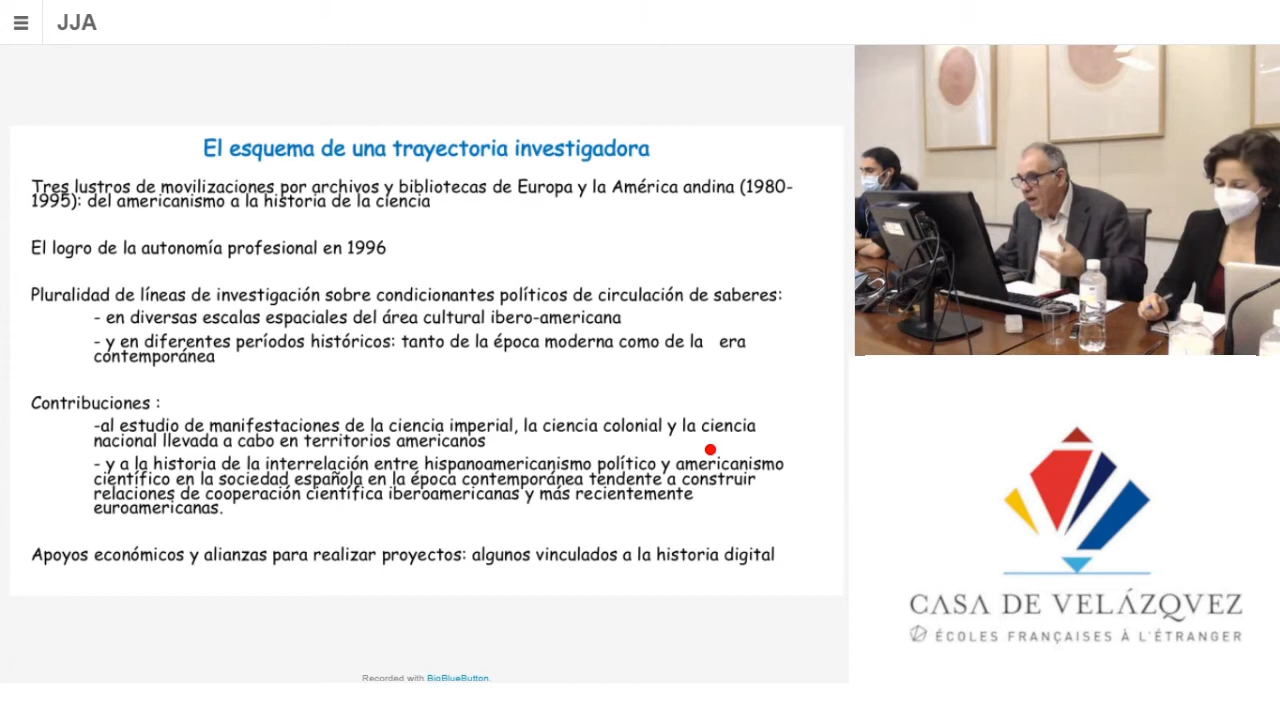 JJA
El esquema de una trayectoria investigadora
Tres lustros de movilizaciones por archivos y bibliotecas de Europa y la América andina (1980-
1995): del americanismo a la historia de la ciencia
El logro de la autonomía profesional en 1996
Pluralidad de líneas de investigación sobre condicionantes políticos de circulación de saberes:
- en diversas escalas espaciales del área cultural ibero-americana
- y en diferentes períodos históricos: tanto de la época moderna como de la era
contemporánea
Contribuciones :
-al estudio de manifestaciones de la ciencia imperial, la ciencia colonial y la ciencia
nacional llevada a cabo en territorios americanos
- y a la historia de la interrelación entre hispanoamericanismo político y americanismo
científico en la sociedad española en la época contemporánea tendente a construir
relaciones de cooperación científica iberoamericanas y más recientemente
euroamericanas.
Apoyos económicos y alianzas para realizar proyectos: algunos vinculados a la historia digital
Recorded with BigBlueButton.
CASA DE VELÁZQVEZ
ÉCOLES FRANÇAISES À L'ÉTRANGER